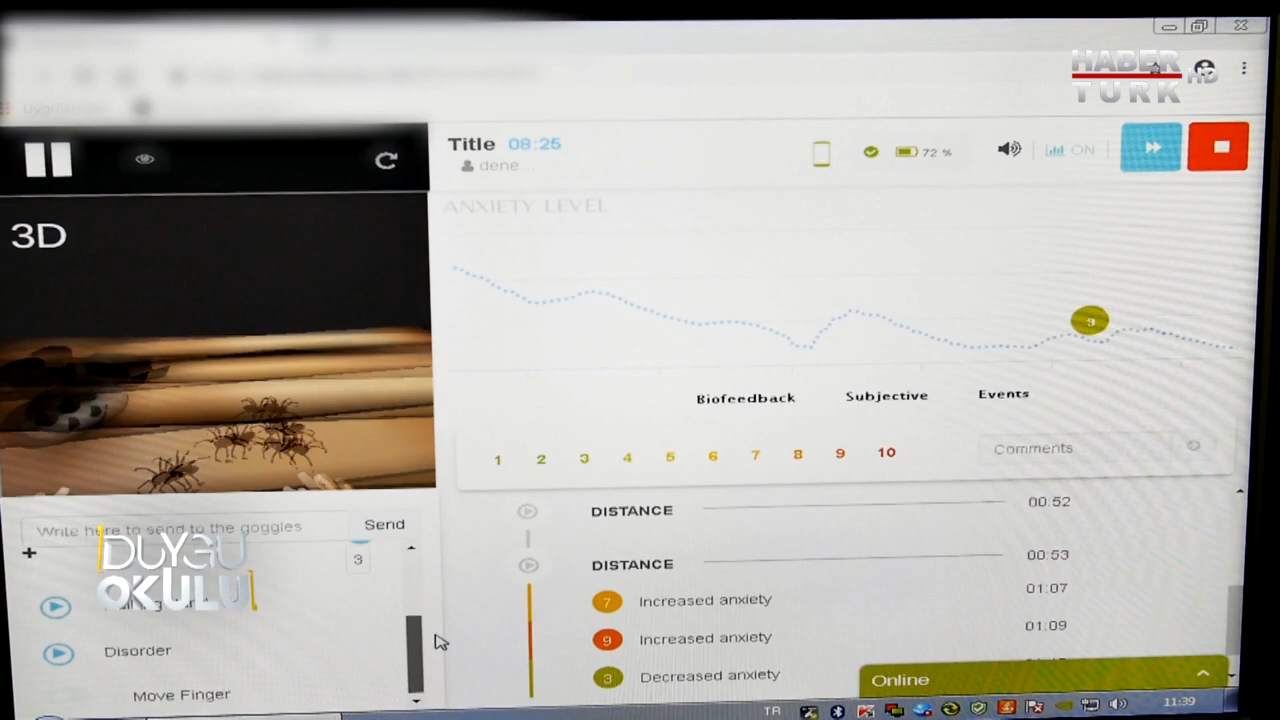 HABER
TURK HD
Title 08:25
dene
72 %
ON
3D
ANXIETY LEVEL
3
Biofeedback Subjective Events
1 2 3 4 5 6 7 8 9 10 Comments
Write here to send to the goggles Send
3
DUYGU
OKULU
Disorder
Move Finger
DISTANCE 00:52
DISTANCE 00:53
7 Increased anxiety 01:07
9 Increased anxiety 01:09
3 Decreased anxiety
Online
TR 11:39